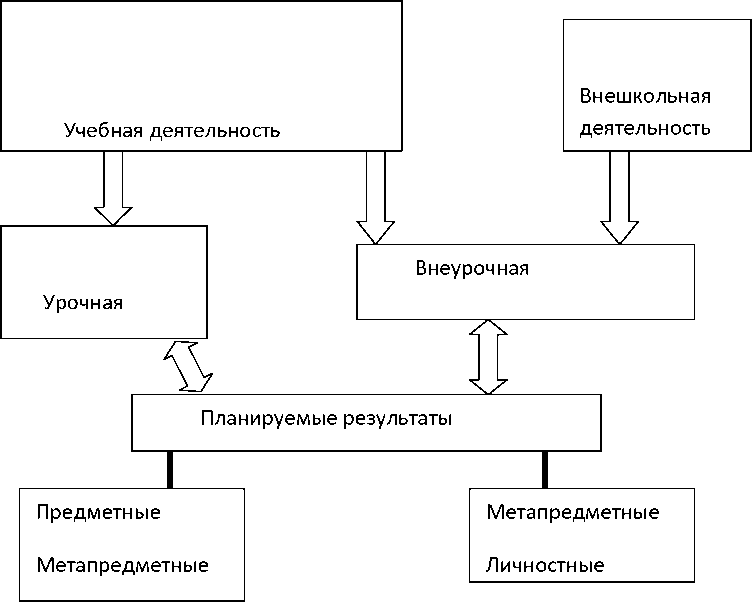 Учебная деятельность
Внешкольная
деятельность
Урочная
Внеурочная
Планируемые результаты
Предметные
Метапредметные
Метапредметные
Личностные